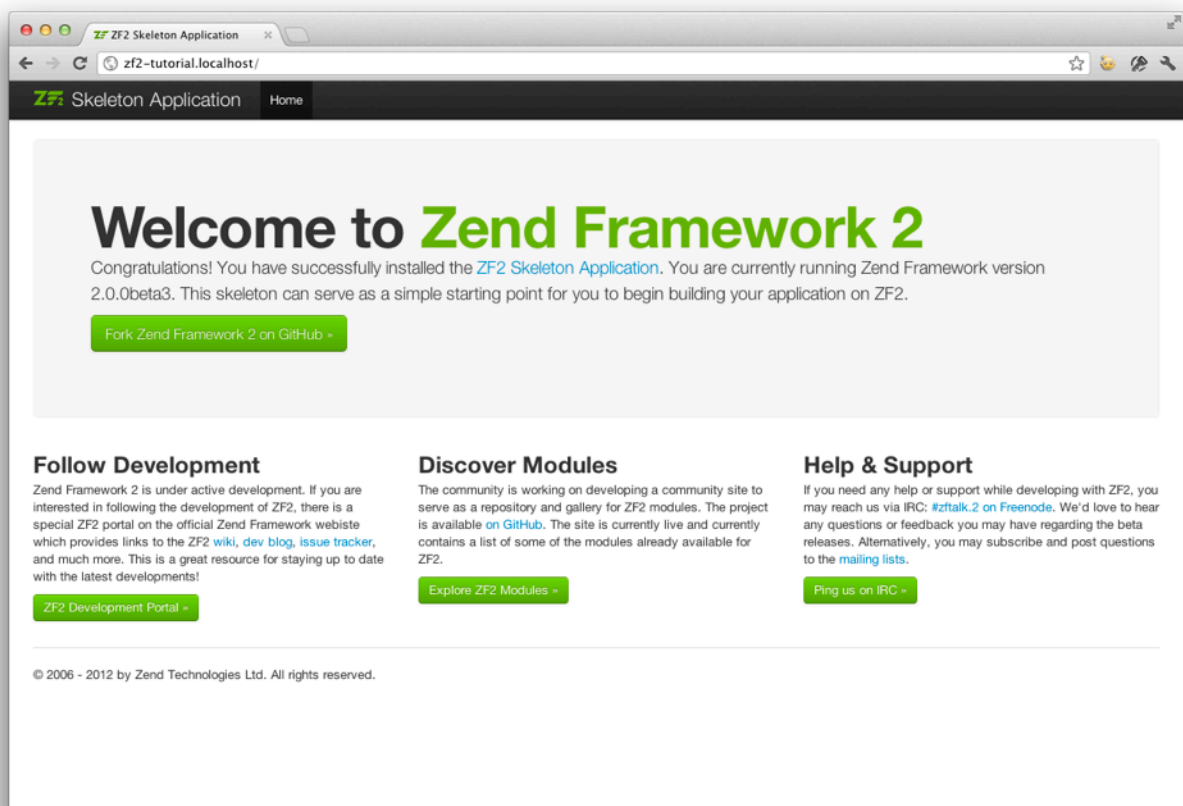 ZF2 Skeleton Application
zf2-tutorial.localhost/
ZF2 Skeleton Application Home
Welcome to Zend Framework 2
Congratulations! You have successfully installed the ZF2 Skeleton Application. You are currently running Zend Framework version
2.0.0beta3. This skeleton can serve as a simple starting point for you to begin building your application on ZF2.
Fork Zend Framework 2 on GitHub »
Follow Development
Zend Framework 2 is under active development. If you are
interested in following the development of ZF2, there is a
special ZF2 portal on the official Zend Framework webiste
which provides links to the ZF2 wiki, dev blog, issue tracker,
and much more. This is a great resource for staying up to date
with the latest developments!
ZF2 Development Portal »
Discover Modules
The community is working on developing a community site to
serve as a repository and gallery for ZF2 modules. The project
is available on GitHub. The site is currently live and currently
contains a list of some of the modules already available for
ZF2.
Explore ZF2 Modules »
Help & Support
If you need any help or support while developing with ZF2, you
may reach us via IRC: #zftalk.2 on Freenode. We'd love to hear
any questions or feedback you may have regarding the beta
releases. Alternatively, you may subscribe and post questions
to the mailing lists.
Ping us on IRC »
© 2006 - 2012 by Zend Technologies Ltd. All rights reserved.